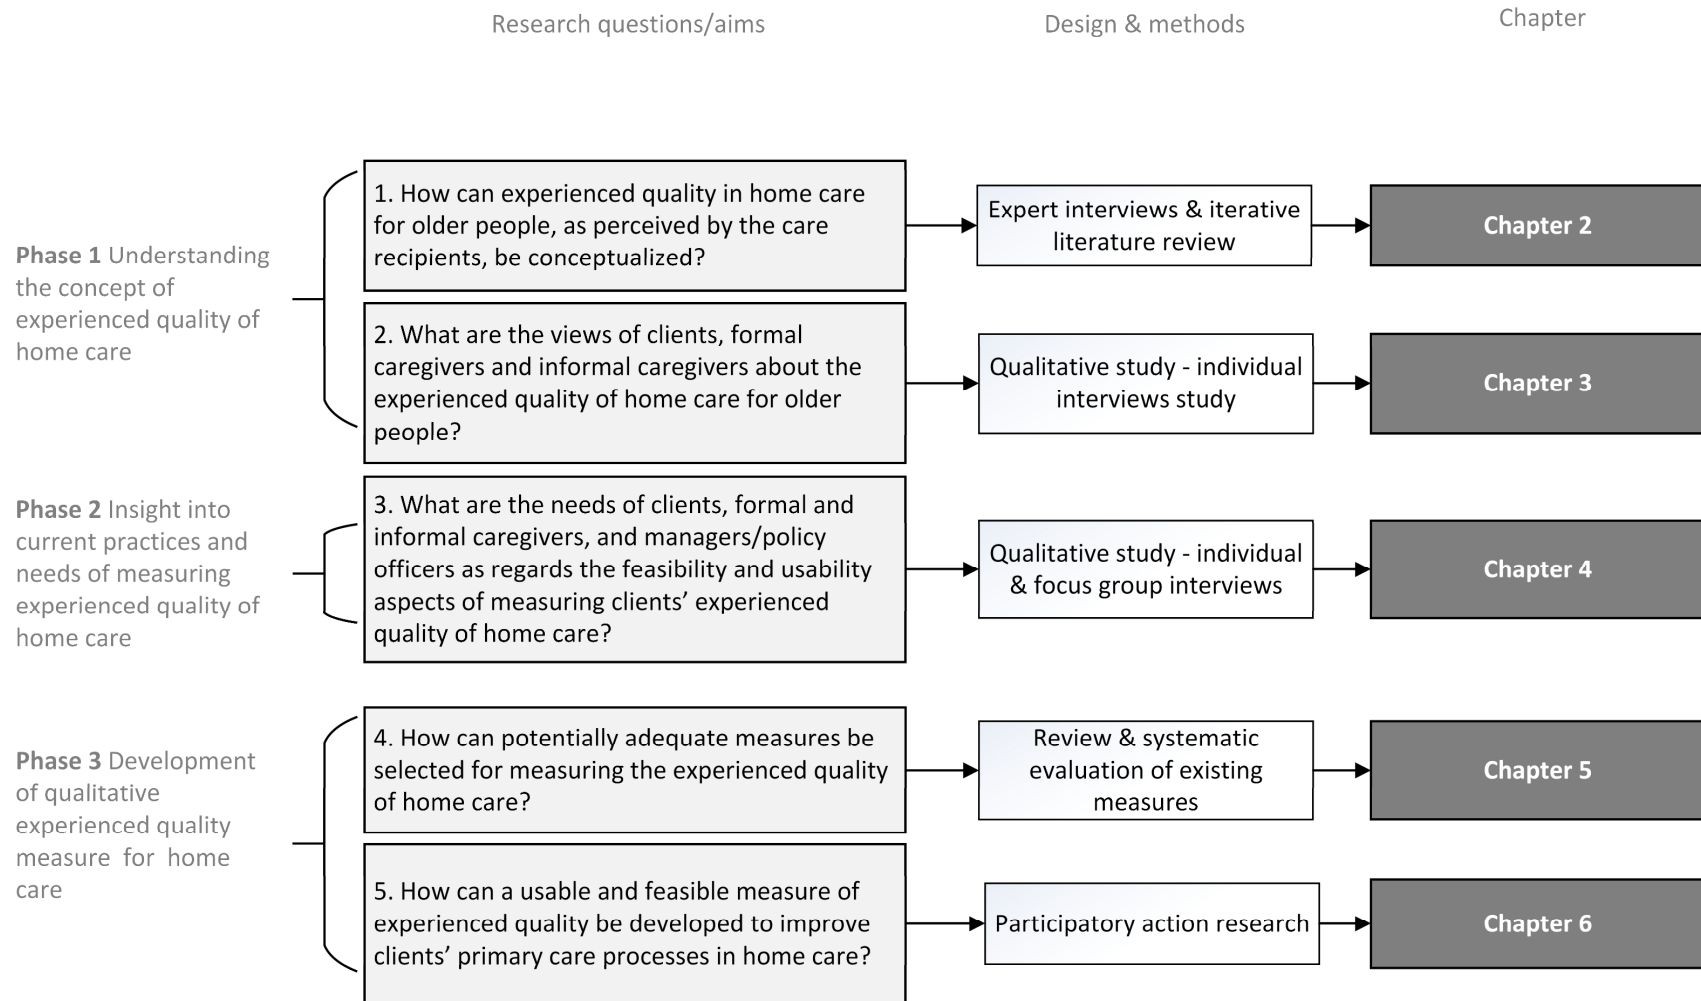 Research questions/aims
Design & methods
Chapter
Phase 1 Understanding
the concept of
experienced quality of
home care
1. How can experienced quality in home care
for older people, as perceived by the care
recipients, be conceptualized?
Expert interviews & iterative
literature review
Chapter 2
2. What are the views of clients, formal
caregivers and informal caregivers about the
experienced quality of home care for older
people?
Qualitative study - individual
interviews study
Chapter 3
Phase 2 Insight into
current practices and
needs of measuring
experienced quality of
home care
3. What are the needs of clients, formal and
informal caregivers, and managers/policy
officers as regards the feasibility and usability
aspects of measuring clients’ experienced
quality of home care?
Qualitative study - individual
& focus group interviews
Chapter 4
Phase 3 Development
of qualitative
experienced quality
measure for home
care
4. How can potentially adequate measures be
selected for measuring the experienced quality
of home care?
Review & systematic
evaluation of existing
measures
Chapter 5
5. How can a usable and feasible measure of
experienced quality be developed to improve
clients’ primary care processes in home care?
Participatory action research
Chapter 6